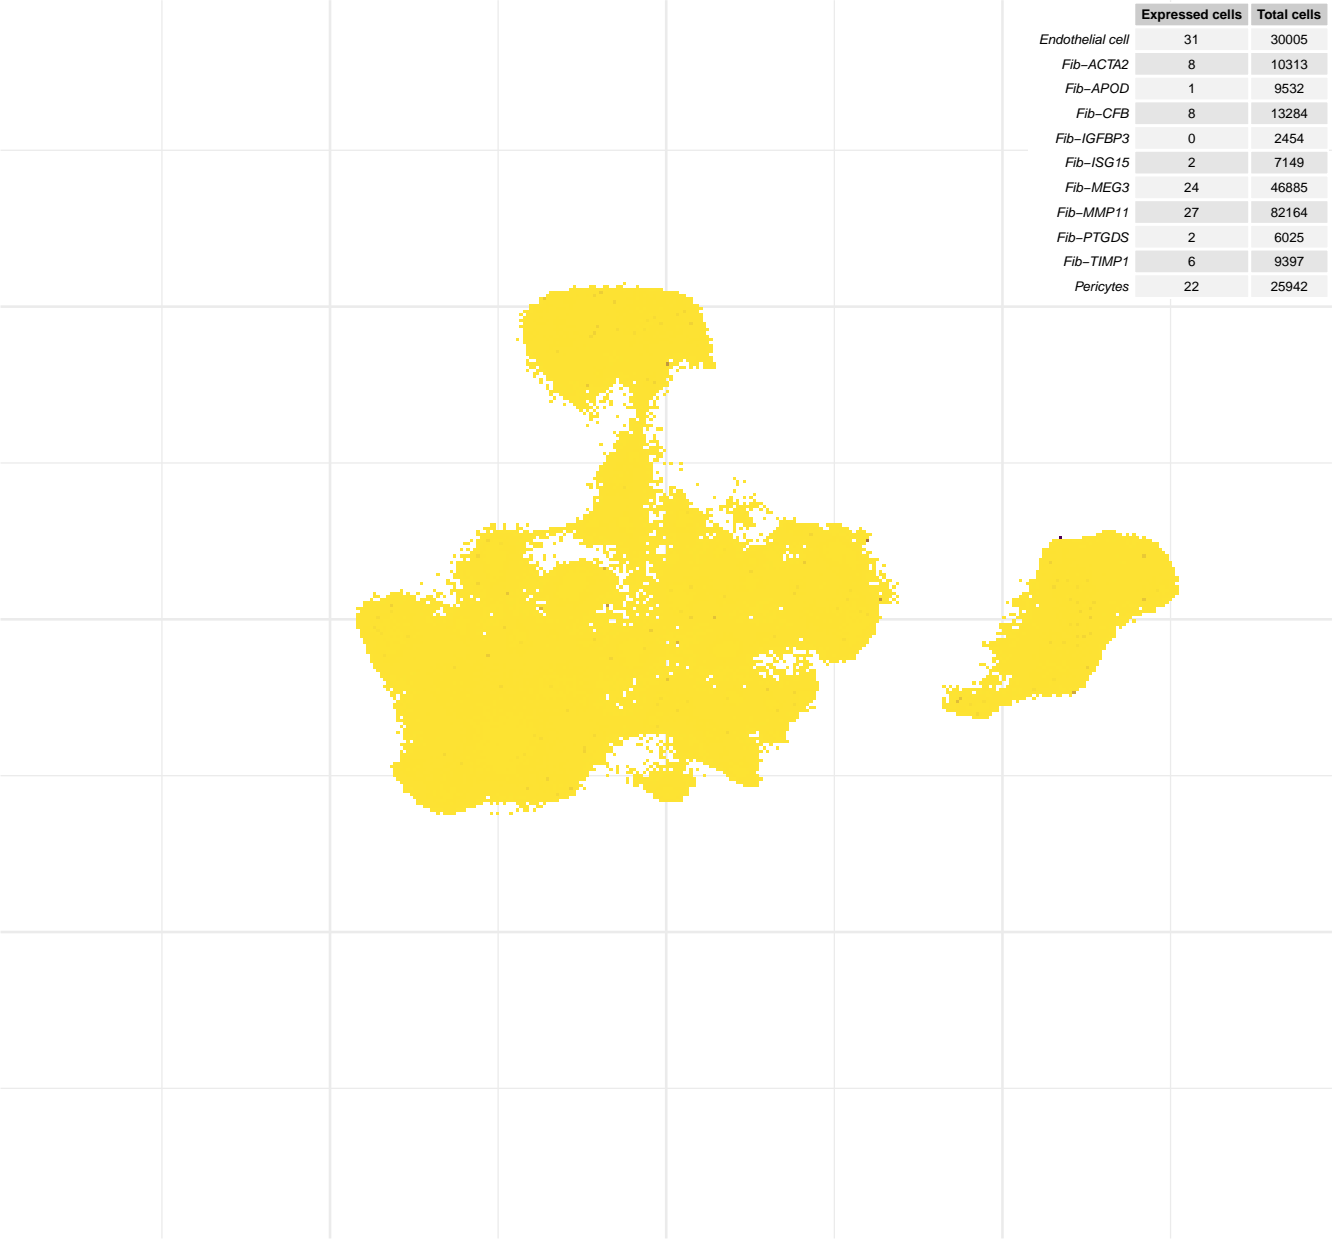 Expressed cells Total cells
Endothelial cell 31 30005
Fib−ACTA2 8 10313
Fib−APOD 1 9532
Fib−CFB 8 13284
Fib−IGFBP3 0 2454
Fib−ISG15 2 7149
Fib−MEG3 24 46885
Fib−MMP11 27 82164
Fib−PTGDS 2 6025
Fib−TIMP1 6 9397
Pericytes 22 25942